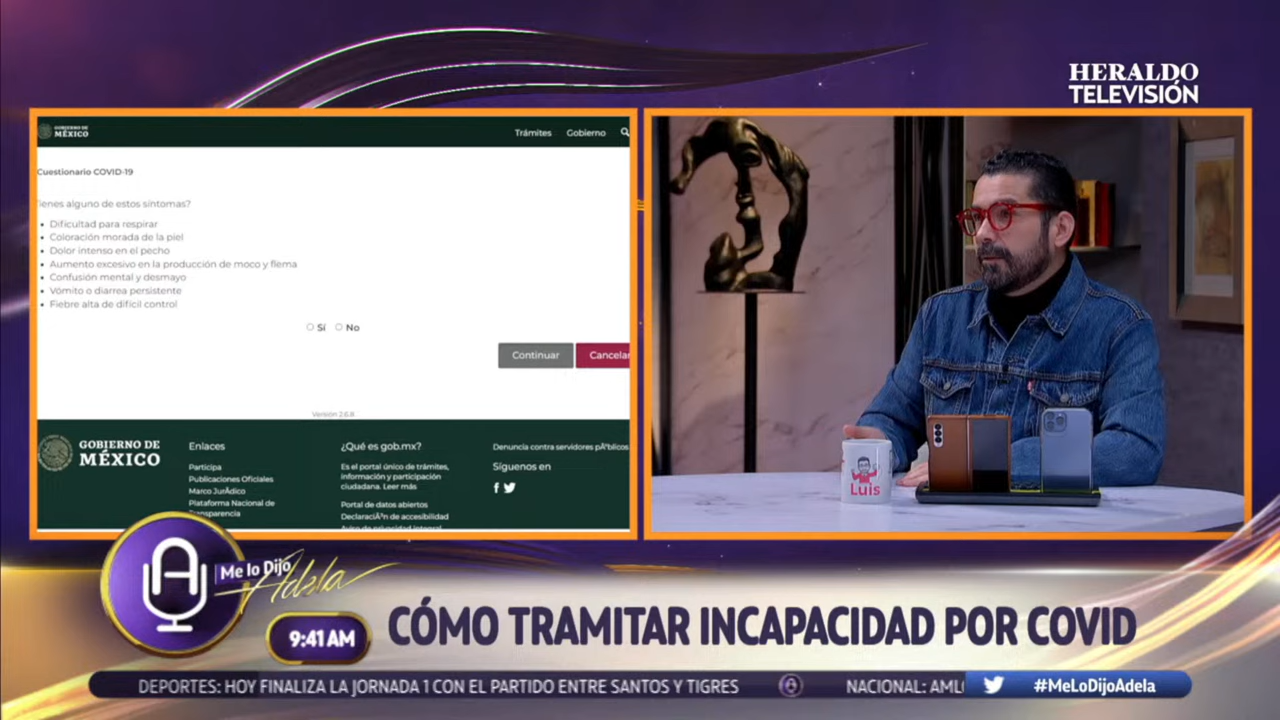 HERALDO
TELEVISIÓN
GOBIERNO DE
MÉXICO
Trámites
Gobierno
Cuestionario COVID-19
ienes alguno de estos síntomas?
Dificultad para respirar
Coloración morada de la piel
Dolor intenso en el pecho
Aumento excesivo en la producción de moco y flema
Confusión mental y desmayo
Vómito o diarrea persistente
Fiebre alta de difícil control
Sí
No
Continuar
Cancelar
Versión 2.6.8
GOBIERNO DE
MÉXICO
Enlaces
Participa
Publicaciones Oficiales
Marco JurÃdico
Plataforma Nacional de
Transparencia
¿Qué es gob.mx?
Es el portal único de trámites,
información y participación
ciudadana. Leer más
Portal de datos abiertos
DeclaraciÃ³n de accesibilidad
Aviso de privacidad integral
Denuncia contra servidores pÃºblicos
Síguenos en
Luis
Me lo Dijo
Adela
9:41 AM
CÓMO TRAMITAR INCAPACIDAD POR COVID
DEPORTES: HOY FINALIZA LA JORNADA 1 CON EL PARTIDO ENTRE SANTOS Y TIGRES
NACIONAL: AMLO
#MeLoDijoAdela